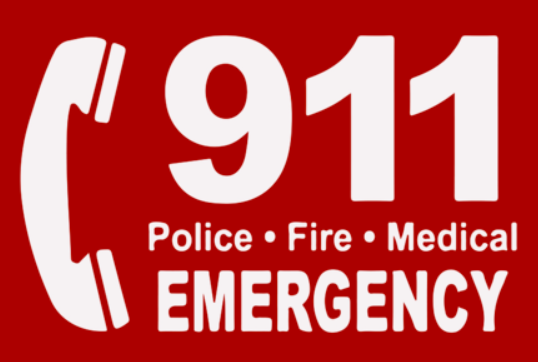 911
Police • Fire • Medical
EMERGENCY